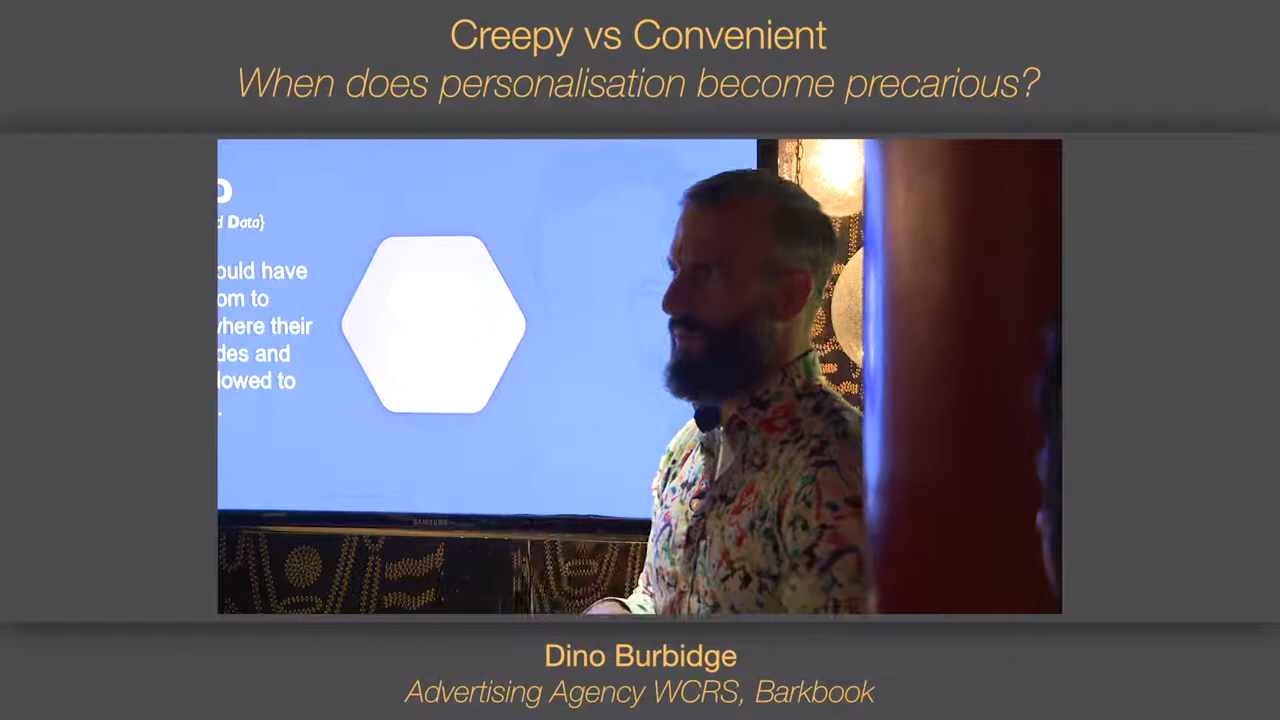 Creepy vs Convenient
When does personalisation become precarious?
d Data}
ould have
om to
here their
des and
lowed to
.
SAMSUNG
Dino Burbidge
Advertising Agency WCRS, Barkbook